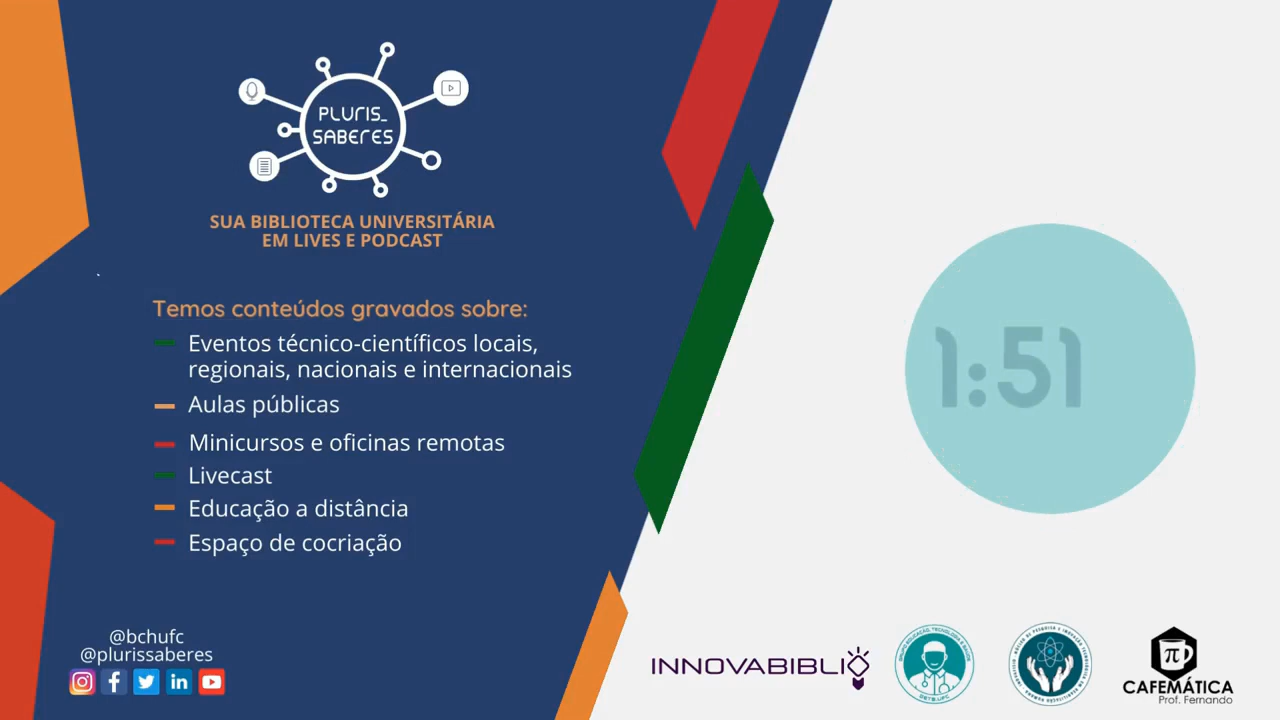 PLURIS_
SABERES
SUA BIBLIOTECA UNIVERSITÁRIA
EM LIVES E PODCAST
Temos conteúdos gravados sobre:
Eventos técnico-científicos locais,
regionais, nacionais e internacionais
Aulas públicas
Minicursos e oficinas remotas
Livecast
Educação a distância
Espaço de cocriação
@bchufc
@plurissaberes
1:51
INNOVABIBLIO
π
CAFEMÁTICA
Prof. Fernando